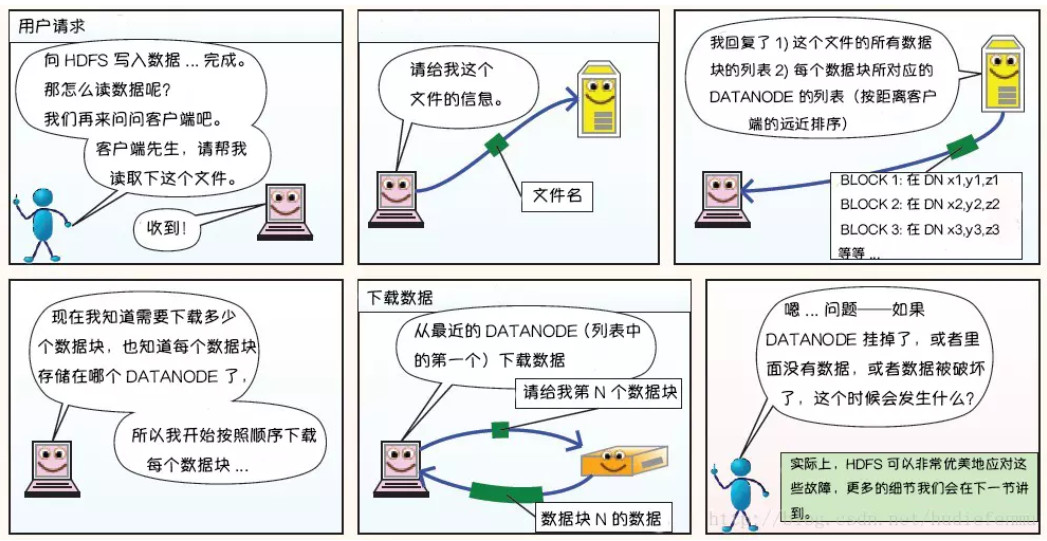 用户请求
向 HDFS 写入数据 ... 完成。
那怎么读数据呢?
我们再来问问客户端吧。
客户端先生，请帮我
读取下这个文件。
收到!
请给我这个
文件的信息。
文件名
我回复了 1) 这个文件的所有数据
块的列表 2) 每个数据块所对应的
DATANODE 的列表（按距离客户
端的远近排序）
BLOCK 1: 在 DN x1,y1,z1
BLOCK 2: 在 DN x2,y2,z2
BLOCK 3: 在 DN x3,y3,z3
等等 ...
现在我知道需要下载多少
个数据块，也知道每个数据块
存储在哪个 DATANODE 了,
所以我开始按照顺序下载
每个数据块 ...
下载数据
从最近的 DATANODE（列表中
的第一个）下载数据
请给我第 N 个数据块
数据块 N 的数据
嗯 ... 问题——如果
DATANODE 挂掉了，或者里
面没有数据，或者数据被破坏
了，这个时候会发生什么?
实际上，HDFS 可以非常优美地应对这
些故障，更多的细节我们会在下一节讲
到。